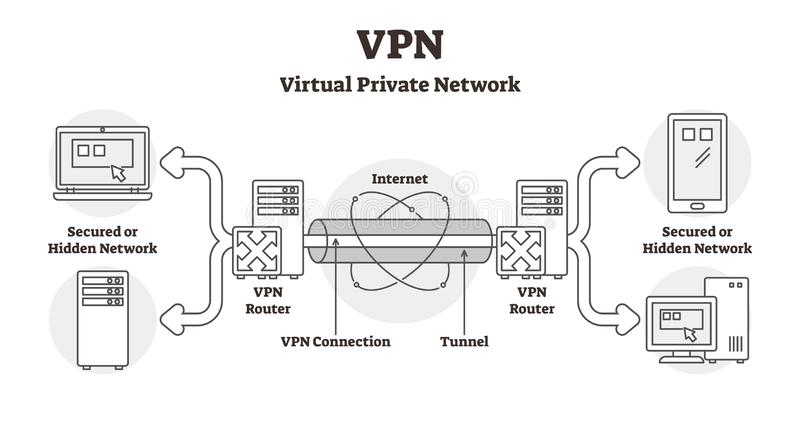 VPN
Virtual Private Network
Internet
Secured or
Hidden Network
Secured or
Hidden Network
VPN
Router
VPN
Router
VPN Connection
Tunnel
dreamstime